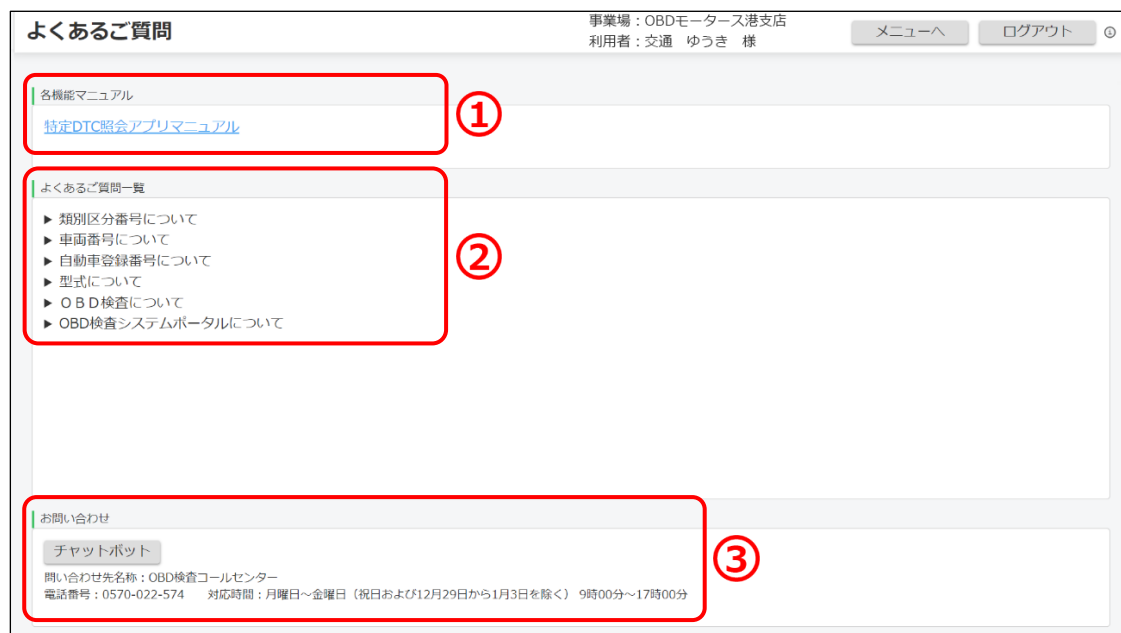 よくあるご質問
事業場：OBDモータース港支店
利用者：交通　ゆうき　様
メニューへ
ログアウト
各機能マニュアル
特定DTC照会アプリマニュアル
①
よくあるご質問一覧
▶ 類別区分番号について
▶ 車両番号について
▶ 自動車登録番号について
▶ 型式について
▶ ＯＢＤ検査について
▶ OBD検査システムポータルについて
②
お問い合わせ
チャットボット
問い合わせ先名称：OBD検査コールセンター
電話番号：0570-022-574　　対応時間：月曜日～金曜日（祝日および12月29日から1月3日を除く） 9時00分～17時00分
③